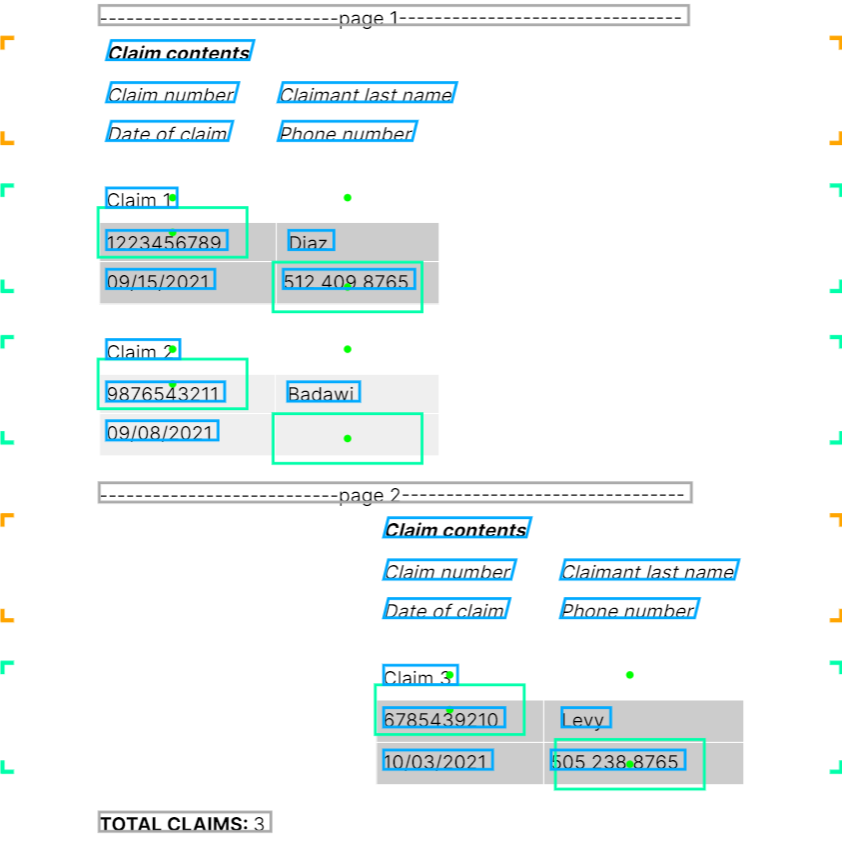 --------------------------page 1-------------------------------
Claim contents
Claim number Claimant last name
Date of claim Phone number
Claim 1
1223456789 Diaz
09/15/2021 512 409 8765
Claim 2
9876543211 Badawi
09/08/2021
--------------------------page 2-------------------------------
Claim contents
Claim number Claimant last name
Date of claim Phone number
Claim 3
6785439210 Levy
10/03/2021 505 238 8765
TOTAL CLAIMS: 3